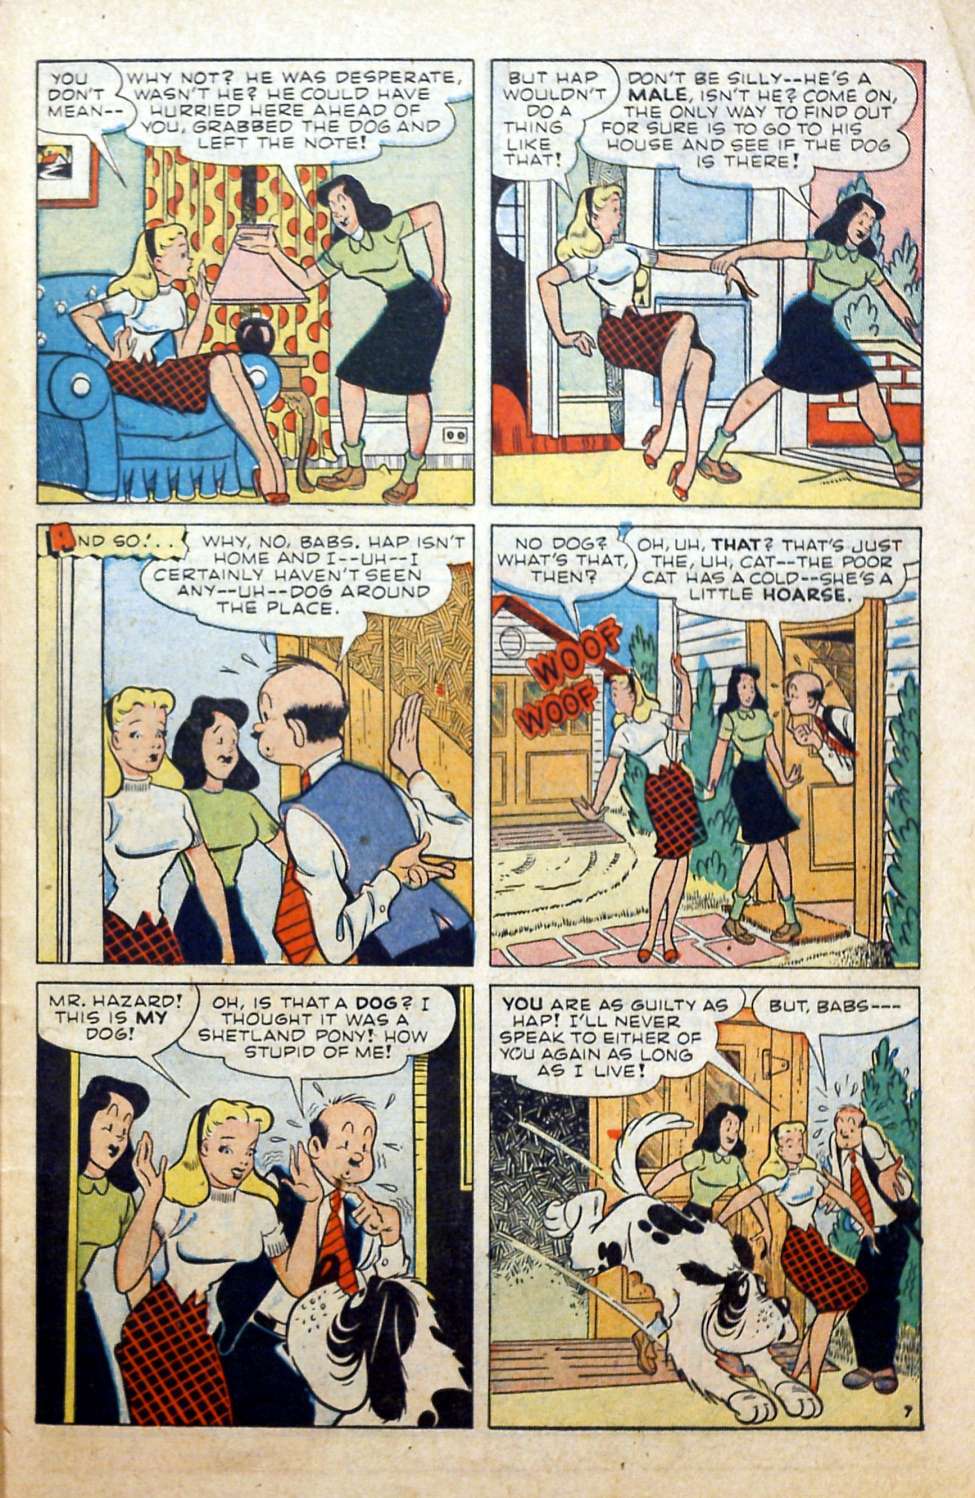 YOU
DON'T
MEAN--
WHY NOT? HE WAS DESPERATE,
WASN'T HE? HE COULD HAVE
HURRIED HERE AHEAD OF
YOU, GRABBED THE DOG AND
LEFT THE NOTE!
BUT HAP
WOULDN'T
DO A
THING
LIKE
THAT!
DON'T BE SILLY--HE'S A
MALE, ISN'T HE? COME ON,
THE ONLY WAY TO FIND OUT
FOR SURE IS TO GO TO HIS
HOUSE AND SEE IF THE DOG
IS THERE!
AND SO!..
WHY, NO, BABS. HAP ISN'T
HOME AND I--UH--I
CERTAINLY HAVEN'T SEEN
ANY--UH--DOG AROUND
THE PLACE.
NO DOG?
WHAT'S THAT,
THEN?
OH, UH, THAT? THAT'S JUST
THE, UH, CAT--THE POOR
CAT HAS A COLD--SHE'S A
LITTLE HOARSE.
WOOF
WOOF
MR. HAZARD!
THIS IS MY
DOG!
OH, IS THAT A DOG? I
THOUGHT IT WAS A
SHETLAND PONY! HOW
STUPID OF ME!
YOU ARE AS GUILTY AS
HAP! I'LL NEVER
SPEAK TO EITHER OF
YOU AGAIN AS LONG
AS I LIVE!
BUT, BABS---
7